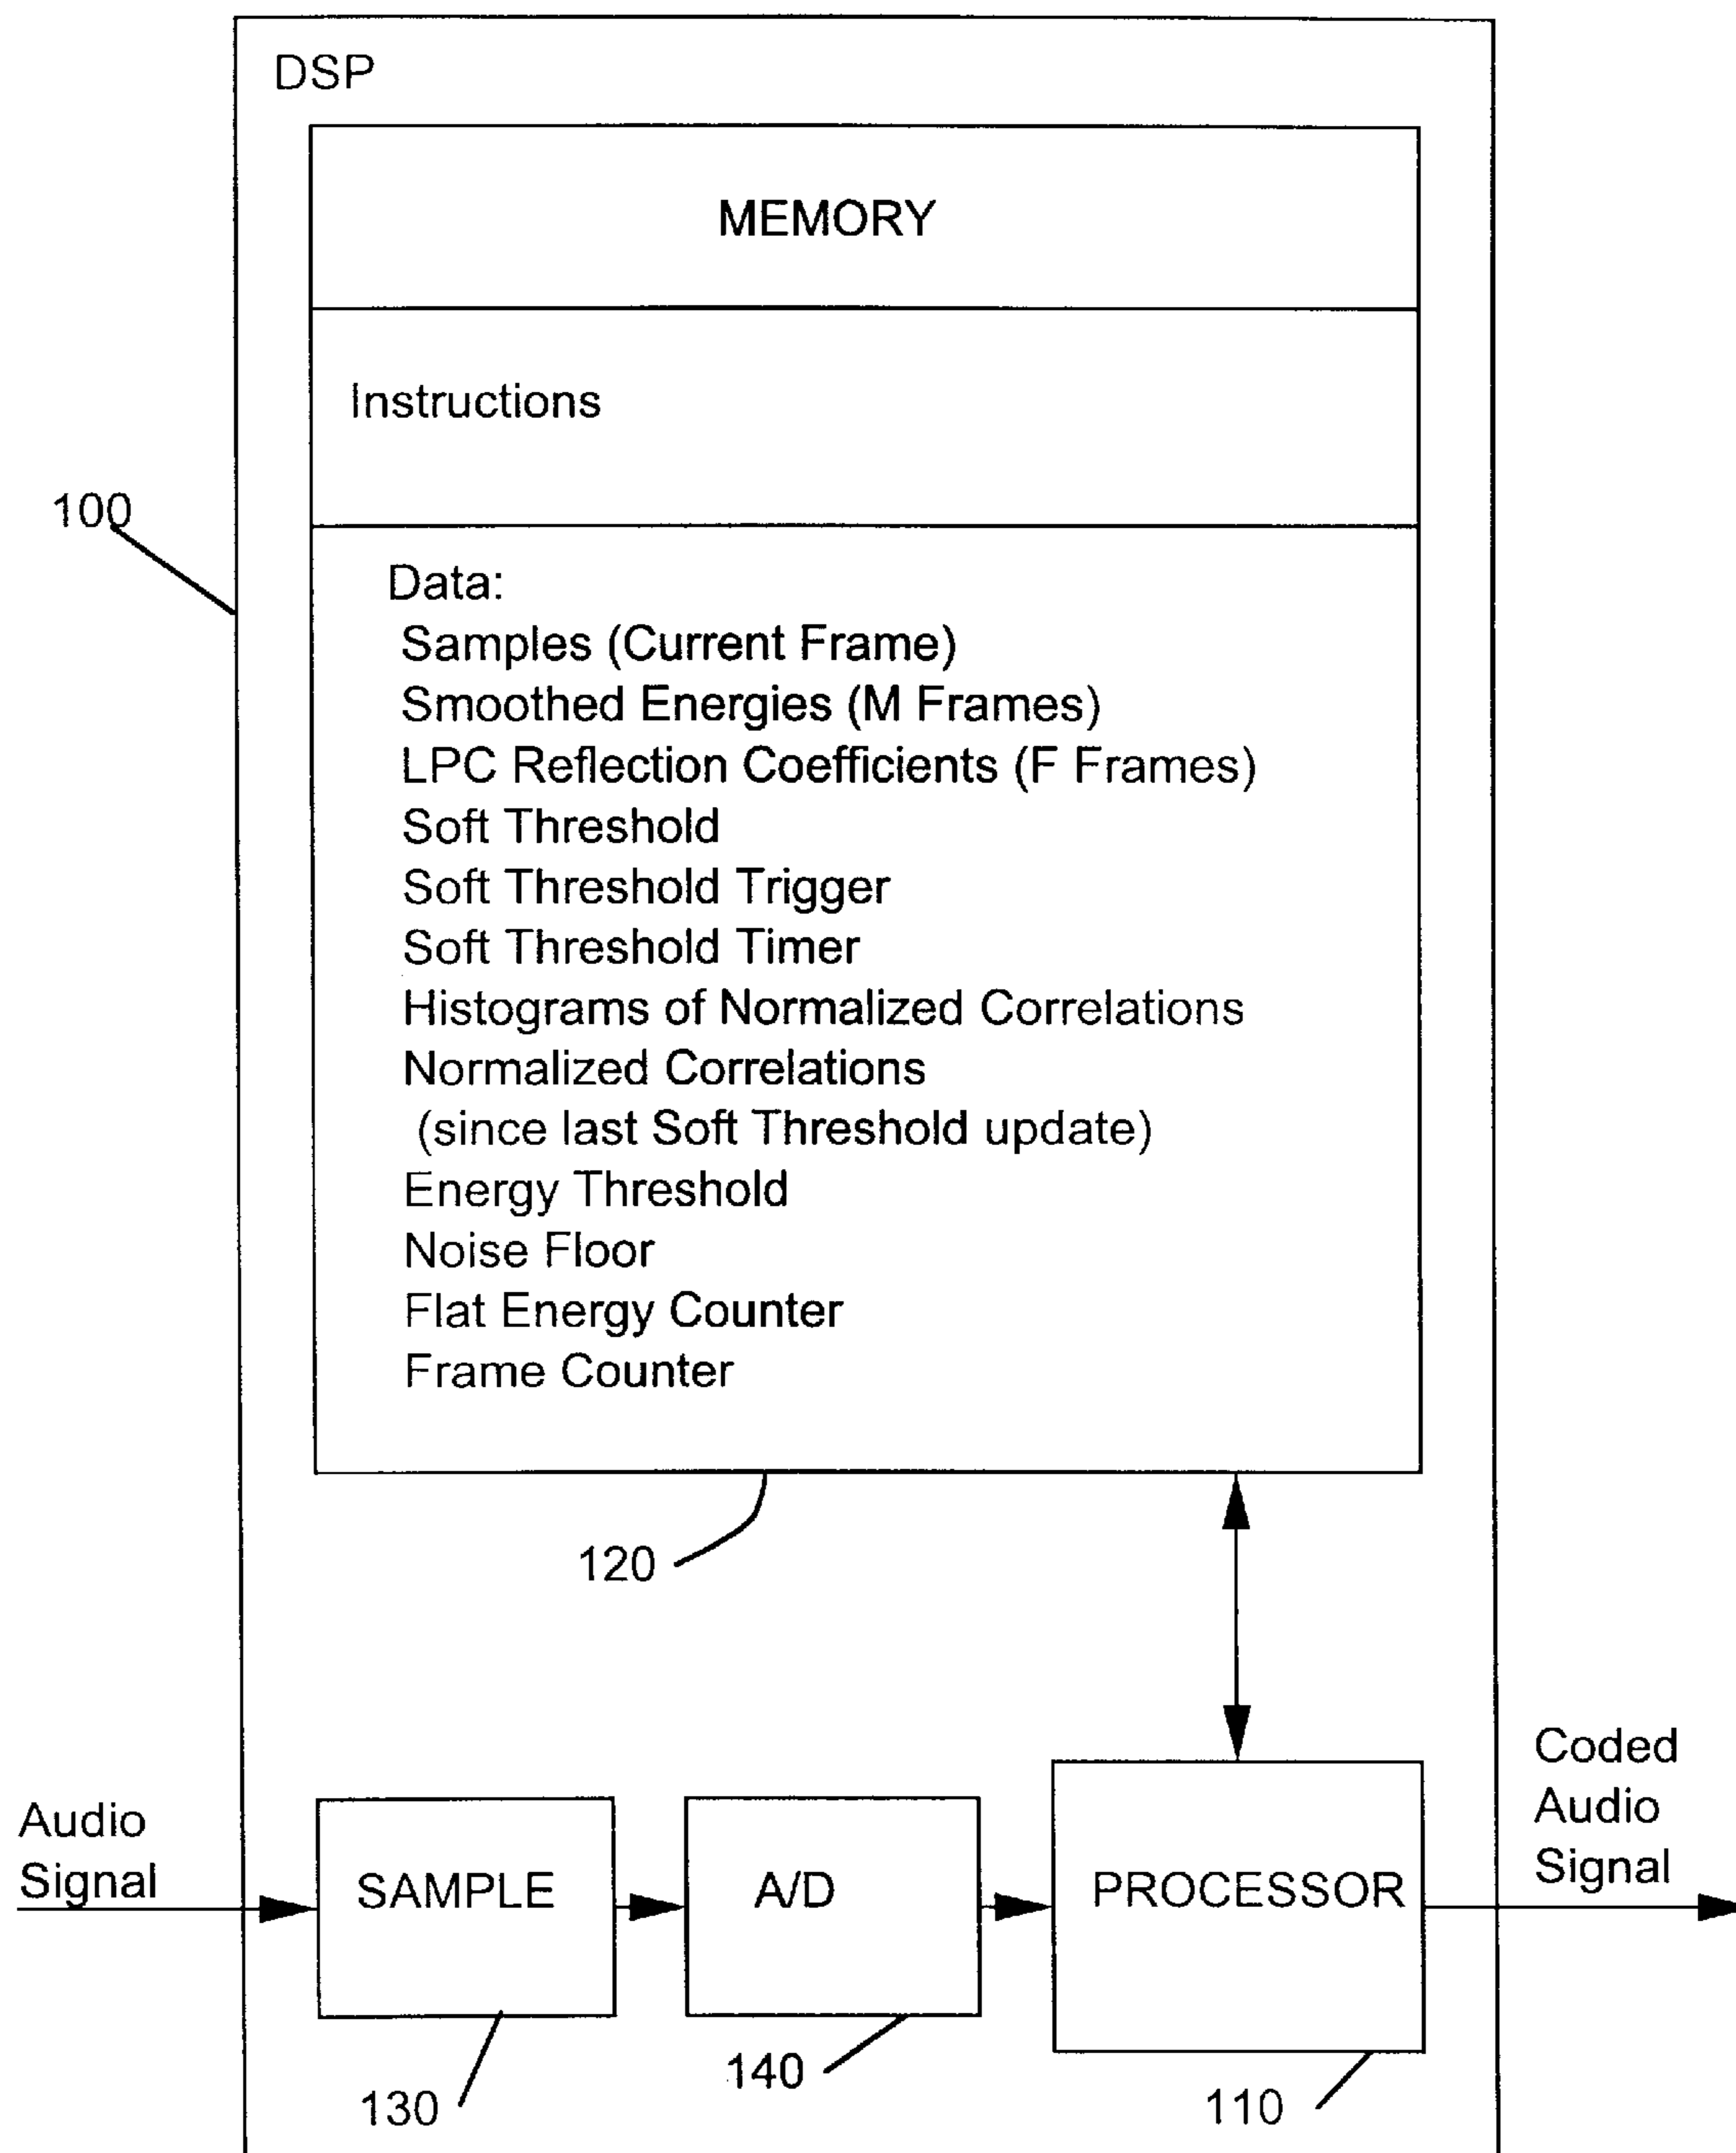 DSP
MEMORY
Instructions
100
Data:
Samples (Current Frame)
Smoothed Energies (M Frames)
LPC Reflection Coefficients (F Frames)
Soft Threshold
Soft Threshold Trigger
Soft Threshold Timer
Histograms of Normalized Correlations
Normalized Correlations
(since last Soft Threshold update)
Energy Threshold
Noise Floor
Flat Energy Counter
Frame Counter
120
Audio
Signal
SAMPLE
A/D
PROCESSOR
Coded
Audio
Signal
130
140
110